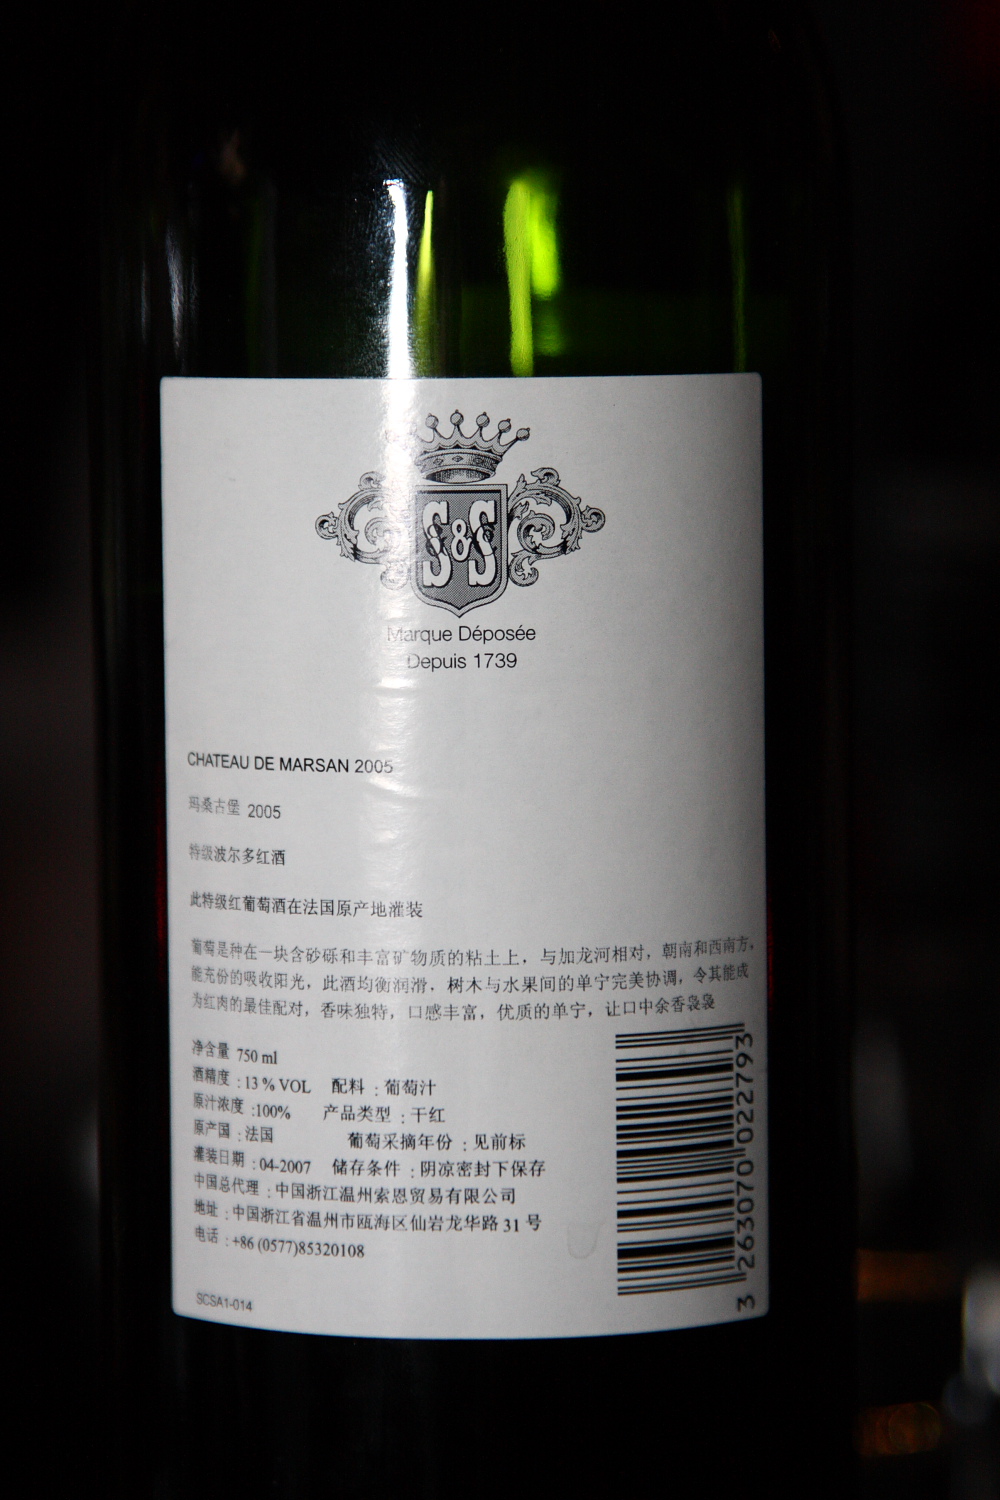 S&S
Marque Déposée
Depuis 1739
CHATEAU DE MARSAN 2005
玛桑古堡 2005
特级波尔多红酒
此特级红葡萄酒在法国原产地灌装
葡萄是种在一块含砂砾和丰富矿物质的粘土上，与加龙河相对，朝南和西南方，
能充份的吸收阳光，此酒均衡润滑．树木与水果间的单宁完美协调，令其能成
为红肉的最佳配对，香味独特，口感丰富，优质的单宁，让口中余香袅袅
净含量 750 ml
酒精度：13 % VOL 配料：葡萄汁
原汁浓度：100% 产品类型：干红
原产国：法国 葡萄采摘年份：见前标
灌装日期：04-2007 储存条件：阴凉密封下保存
中国总代理：中国浙江温州索恩贸易有限公司
地址：中国浙江省温州市瓯海区仙岩龙华路 31 号
电话：+86 (0577)85320108
SCSA1-014
3 263070 022793